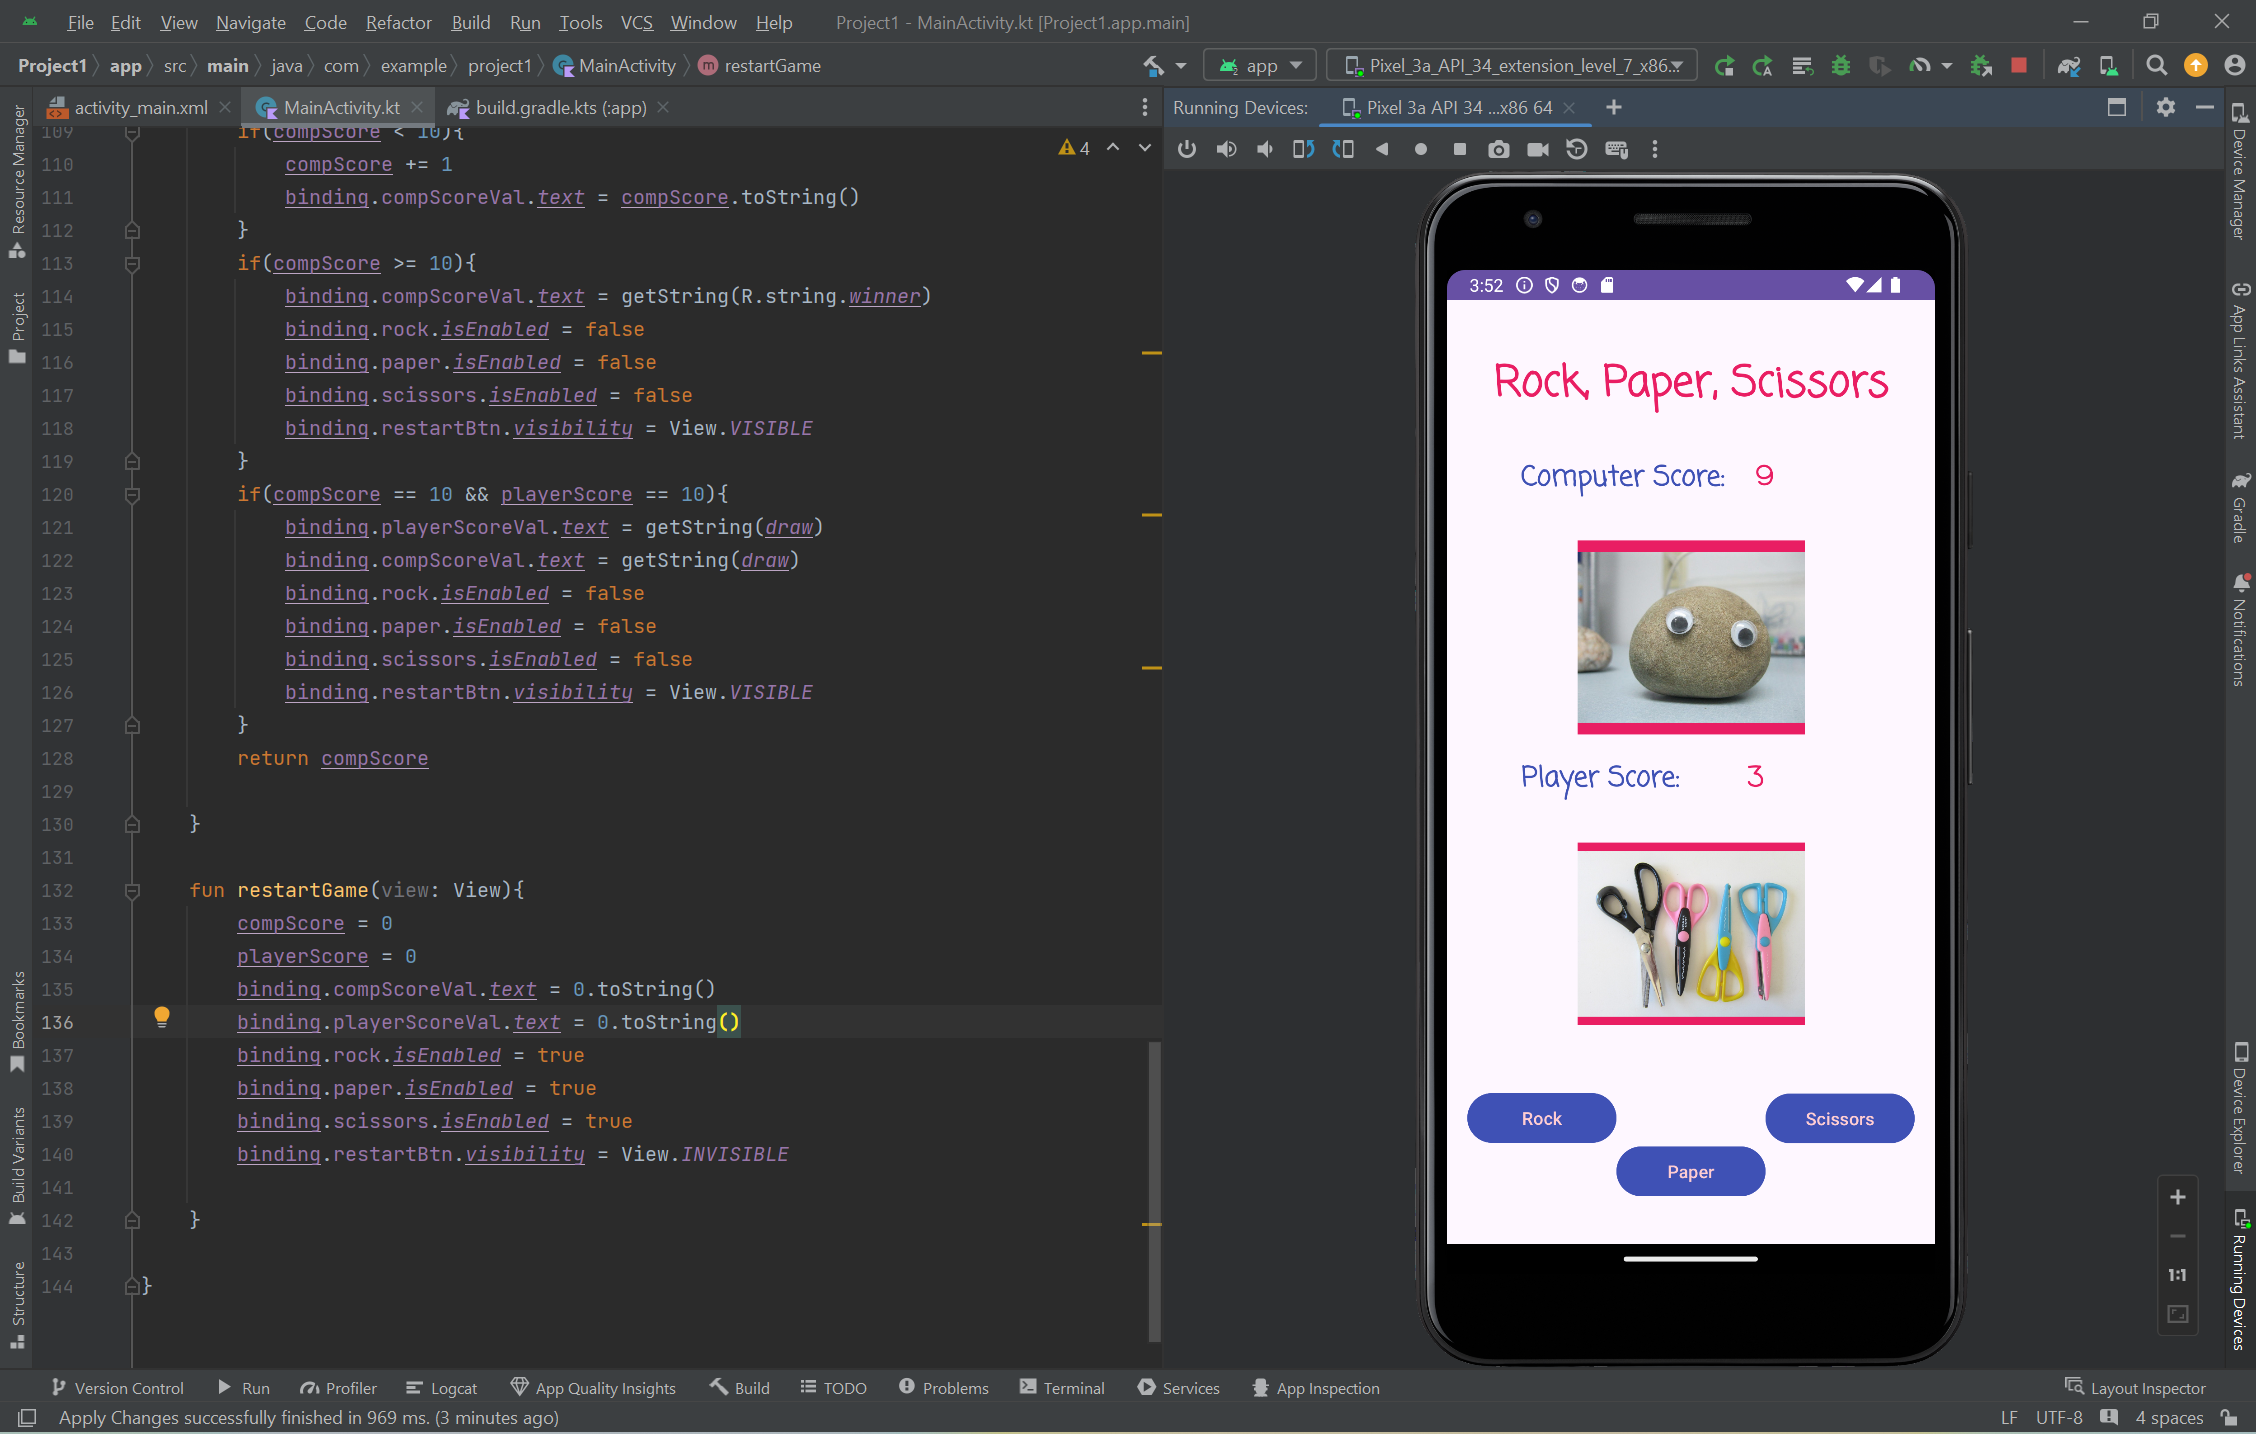 File Edit View Navigate Code Refactor Build Run Tools VCS Window Help Project1 - MainActivity.kt [Project1.app.main]
Project1 app src main java com example project1 MainActivity restartGame app Pixel_3a_API_34_extension_level_7_x86...
activity_main.xml MainActivity.kt build.gradle.kts (:app) Running Devices: Pixel 3a API 34 ...x86 64
4
109 if(compScore < 10){
110 compScore += 1
111 binding.compScoreVal.text = compScore.toString()
112 }
113 if(compScore >= 10){
114 binding.compScoreVal.text = getString(R.string.winner)
115 binding.rock.isEnabled = false
116 binding.paper.isEnabled = false
117 binding.scissors.isEnabled = false
118 binding.restartBtn.visibility = View.VISIBLE
119 }
120 if(compScore == 10 && playerScore == 10){
121 binding.playerScoreVal.text = getString(draw)
122 binding.compScoreVal.text = getString(draw)
123 binding.rock.isEnabled = false
124 binding.paper.isEnabled = false
125 binding.scissors.isEnabled = false
126 binding.restartBtn.visibility = View.VISIBLE
127 }
128 return compScore
129
130 }
131
132 fun restartGame(view: View){
133 compScore = 0
134 playerScore = 0
135 binding.compScoreVal.text = 0.toString()
136 binding.playerScoreVal.text = 0.toString()
137 binding.rock.isEnabled = true
138 binding.paper.isEnabled = true
139 binding.scissors.isEnabled = true
140 binding.restartBtn.visibility = View.INVISIBLE
141
142 }
143
144 }
Resource Manager
Project
Bookmarks
Build Variants
Structure
3:52
Rock, Paper, Scissors
Computer Score: 9
Player Score: 3
Rock
Scissors
Paper
1:1
Device Manager
App Links Assistant
Gradle
Notifications
Device Explorer
Running Devices
Version Control Run Profiler Logcat App Quality Insights Build TODO Problems Terminal Services App Inspection Layout Inspector
Apply Changes successfully finished in 969 ms. (3 minutes ago) LF UTF-8 4 spaces